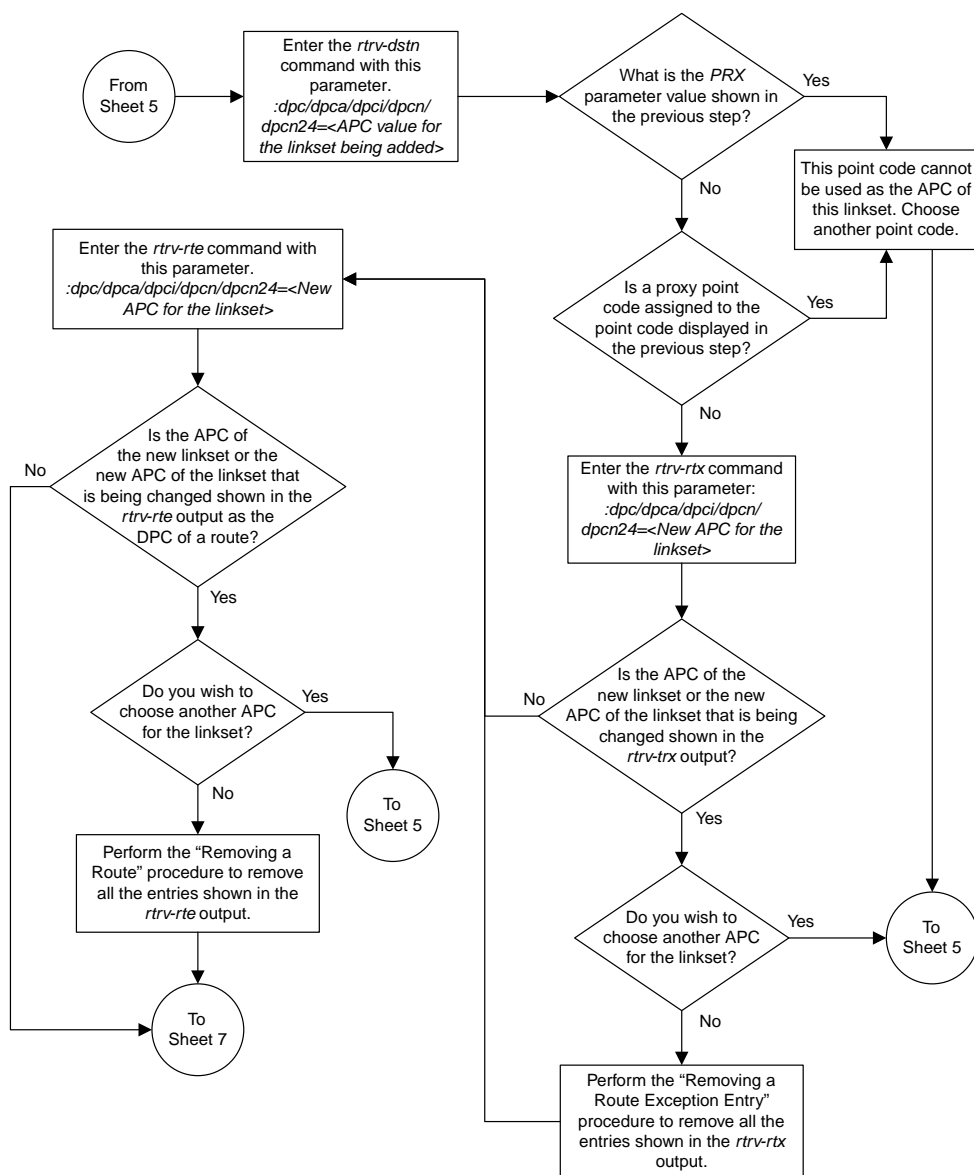 From
Sheet 5
Enter the rtrv-dstn
command with this
parameter.
:dpc/dpca/dpci/dpcn/
dpcn24=<APC value for
the linkset being added>
What is the PRX
parameter value shown in
the previous step?
Yes
No
This point code cannot
be used as the APC of
this linkset. Choose
another point code.
Is a proxy point
code assigned to the
point code displayed in
the previous step?
Yes
No
Enter the rtrv-rtx command
with this parameter:
:dpc/dpca/dpci/dpcn/
dpcn24=<New APC for the
linkset>
Is the APC of the
new linkset or the new
APC of the linkset that is being
changed shown in the
rtrv-trx output?
No
Yes
Do you wish to
choose another APC
for the linkset?
Yes
No
To
Sheet 5
Perform the “Removing a
Route Exception Entry”
procedure to remove all the
entries shown in the rtrv-rtx
output.
Enter the rtrv-rte command with
this parameter.
:dpc/dpca/dpci/dpcn/dpcn24=<New
APC for the linkset>
Is the APC of
the new linkset or the
new APC of the linkset that
is being changed shown in the
rtrv-rte output as the
DPC of a route?
No
Yes
Do you wish to
choose another APC
for the linkset?
Yes
No
To
Sheet 5
Perform the “Removing a
Route” procedure to remove
all the entries shown in the
rtrv-rte output.
To
Sheet 7